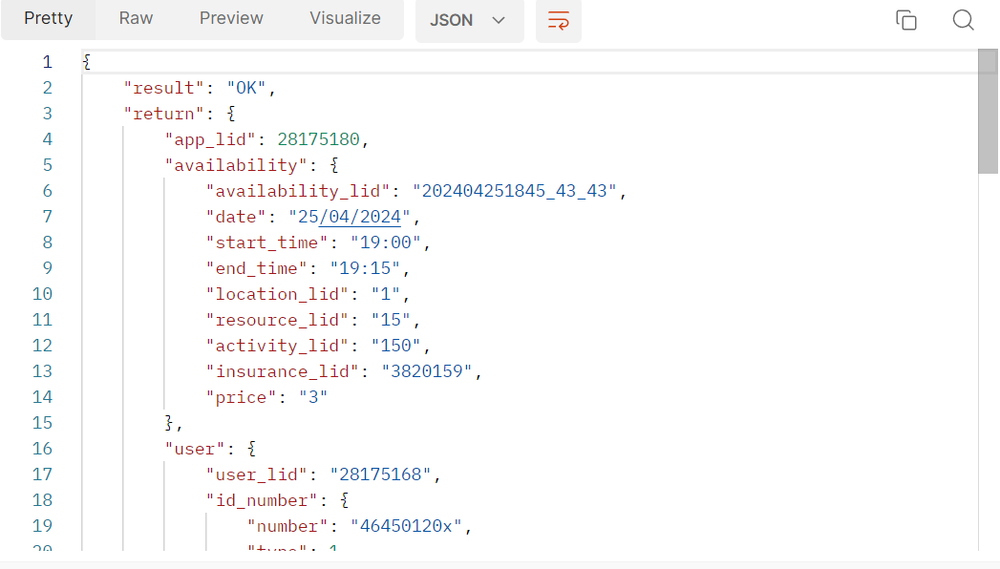 Pretty Raw Preview Visualize JSON
1 {
2 "result": "OK",
3 "return": {
4 "app_lid": 28175180,
5 "availability": {
6 "availability_lid": "202404251845_43_43",
7 "date": "25/04/2024",
8 "start_time": "19:00",
9 "end_time": "19:15",
10 "location_lid": "1",
11 "resource_lid": "15",
12 "activity_lid": "150",
13 "insurance_lid": "3820159",
14 "price": "3"
15 },
16 "user": {
17 "user_lid": "28175168",
18 "id_number": {
19 "number": "46450120x",
20 "type": 1